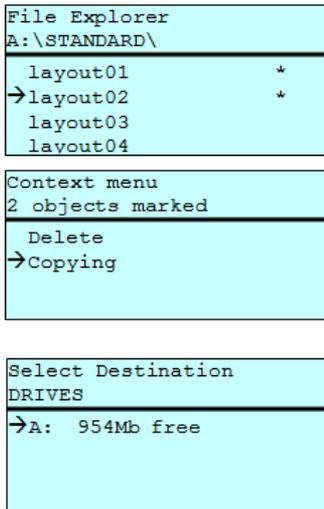 File Explorer
A:\STANDARD\
layout01 *
→layout02 *
layout03
layout04
Context menu
2 objects marked
Delete
→Copying
Select Destination
DRIVES
→A: 954Mb free